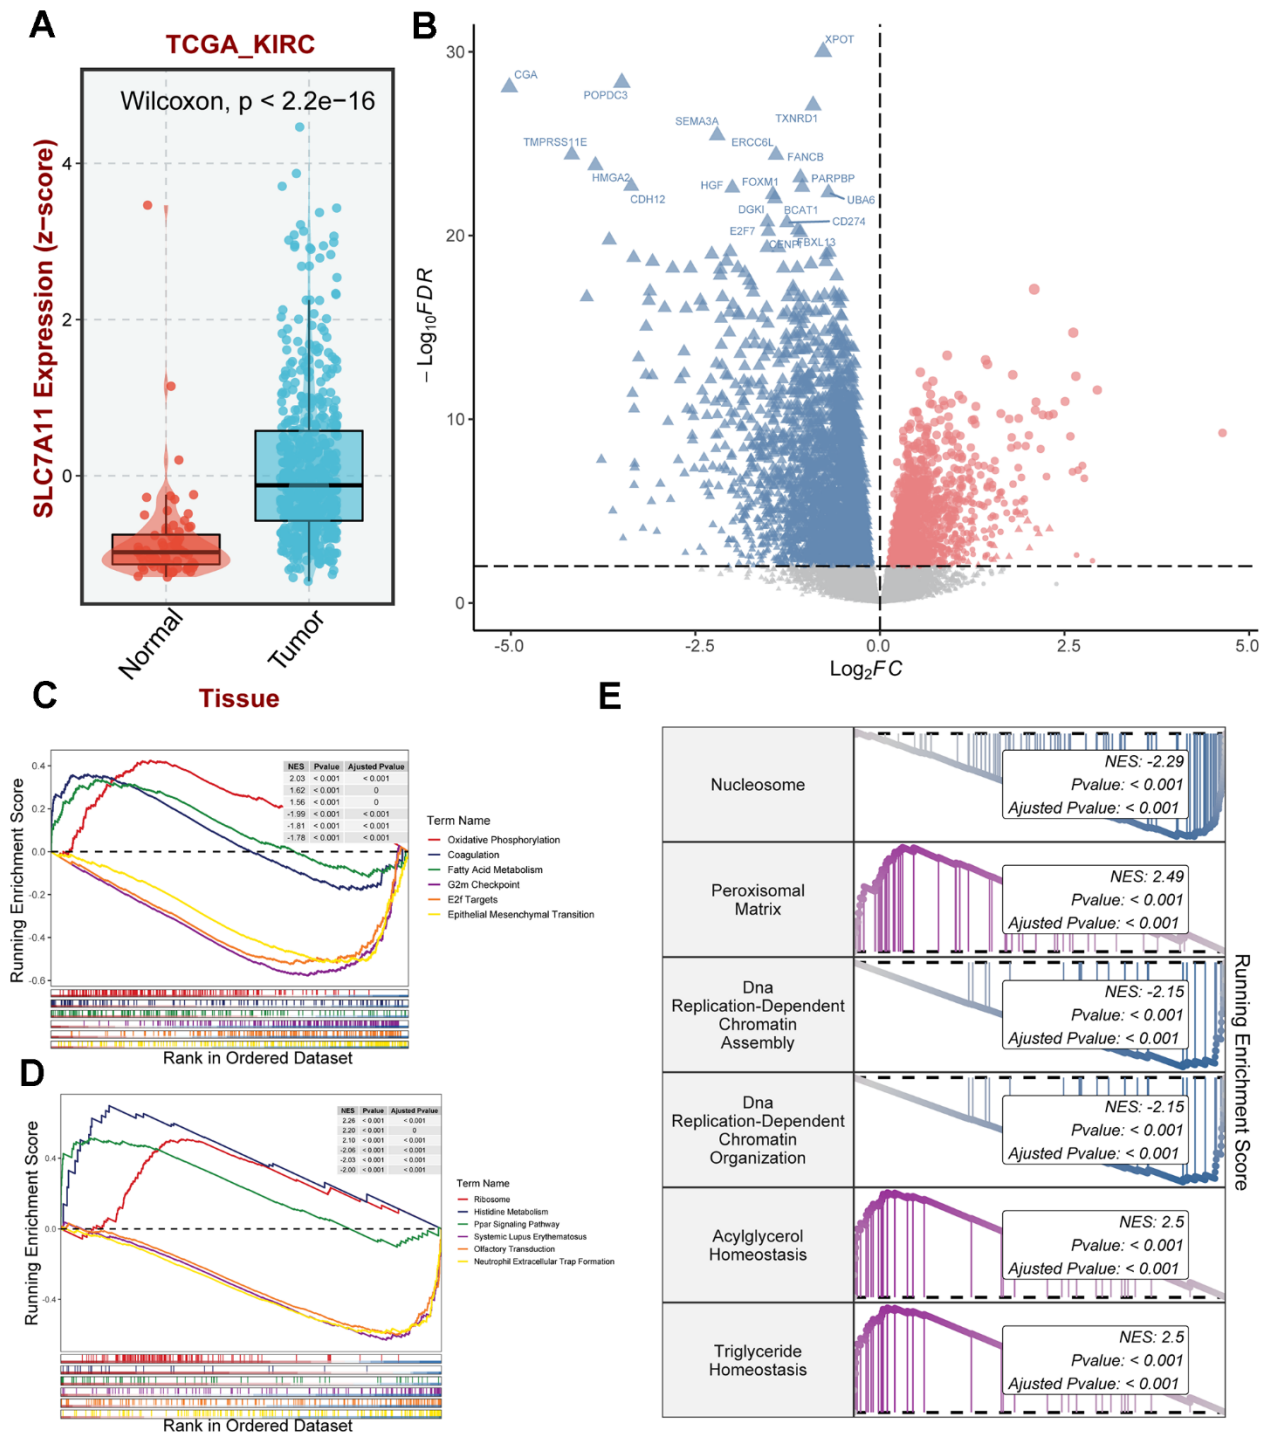 A
TCGA_KIRC
Wilcoxon, p < 2.2e−16
SLC7A11 Expression (z−score)
4
2
0
Normal
Tumor
B
− Log10FDR
30
20
10
0
-5.0
-2.5
0.0
2.5
5.0
Log2FC
XPOT
CGA
POPDC3
TXNRD1
SEMA3A
ERCC6L
TMPRSS11E
FANCB
HMGA2
HGF
FOXM1
PARPBP
CDH12
UBA6
DGKI
BCAT1
CD274
E2F7
CENPI
FBXL13
C
Tissue
Running Enrichment Score
0.4
0.2
0.0
-0.2
-0.4
-0.6
NES Pvalue Ajusted Pvalue
2.03 < 0.001 < 0.001
1.62 < 0.001 0
1.56 < 0.001 0
-1.99 < 0.001 < 0.001
-1.81 < 0.001 < 0.001
-1.78 < 0.001 < 0.001
Term Name
Oxidative Phosphorylation
Coagulation
Fatty Acid Metabolism
G2m Checkpoint
E2f Targets
Epithelial Mesenchymal Transition
Rank in Ordered Dataset
D
Running Enrichment Score
0.4
0.0
-0.4
NES Pvalue Ajusted Pvalue
2.26 < 0.001 < 0.001
2.20 < 0.001 0
2.10 < 0.001 < 0.001
-2.06 < 0.001 < 0.001
-2.03 < 0.001 < 0.001
-2.00 < 0.001 < 0.001
Term Name
Ribosome
Histidine Metabolism
Ppar Signaling Pathway
Systemic Lupus Erythematosus
Olfactory Transduction
Neutrophil Extracellular Trap Formation
Rank in Ordered Dataset
E
Nucleosome
NES: -2.29
Pvalue: < 0.001
Ajusted Pvalue: < 0.001
Peroxisomal
Matrix
NES: 2.49
Pvalue: < 0.001
Ajusted Pvalue: < 0.001
Dna
Replication-Dependent
Chromatin
Assembly
NES: -2.15
Pvalue: < 0.001
Ajusted Pvalue: < 0.001
Dna
Replication-Dependent
Chromatin
Organization
NES: -2.15
Pvalue: < 0.001
Ajusted Pvalue: < 0.001
Acylglycerol
Homeostasis
NES: 2.5
Pvalue: < 0.001
Ajusted Pvalue: < 0.001
Triglyceride
Homeostasis
NES: 2.5
Pvalue: < 0.001
Ajusted Pvalue: < 0.001
Running Enrichment Score